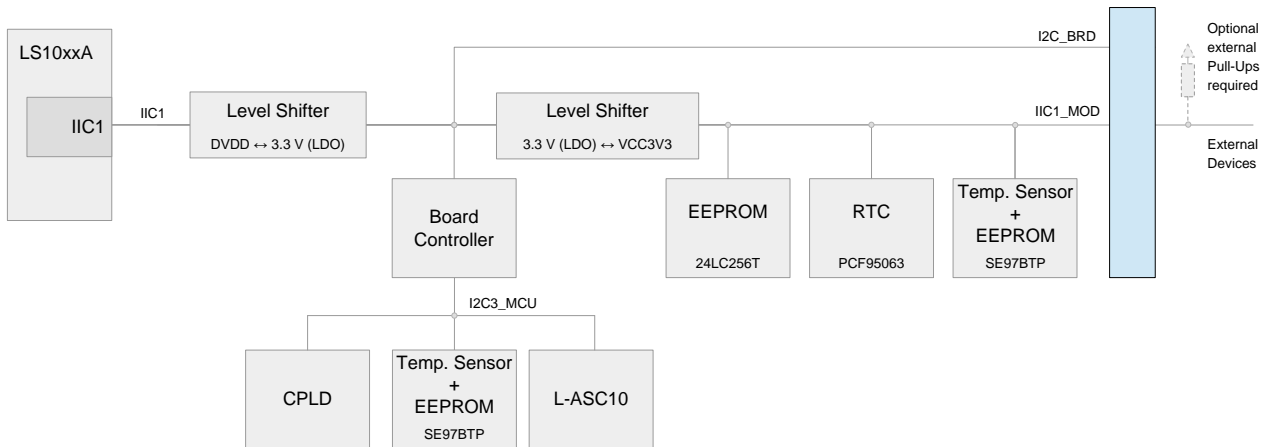 LS10xxA
IIC1
IIC1
Level Shifter
DVDD ↔ 3.3 V (LDO)
Level Shifter
3.3 V (LDO) ↔ VCC3V3
I2C_BRD
IIC1_MOD
Optional
external
Pull-Ups
required
External
Devices
Board
Controller
EEPROM
24LC256T
RTC
PCF95063
Temp. Sensor
+
EEPROM
SE97BTP
I2C3_MCU
CPLD
Temp. Sensor
+
EEPROM
SE97BTP
L-ASC10